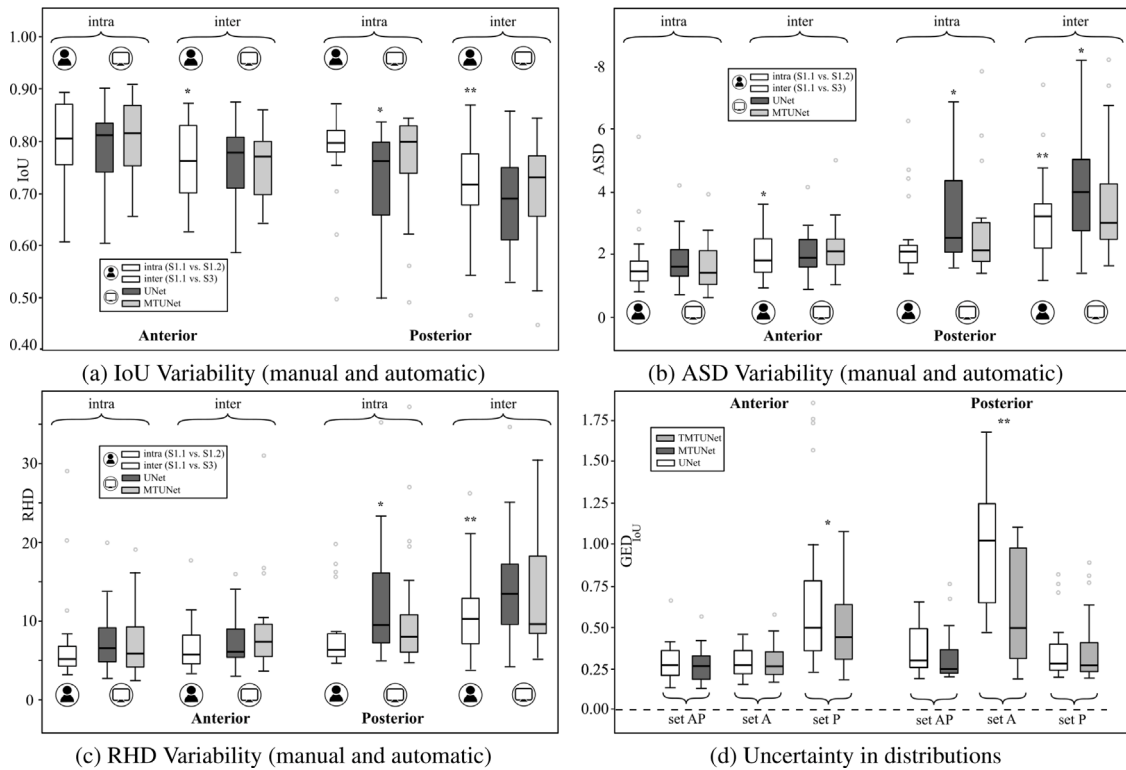 intra inter intra inter
1.00
0.90
0.80
0.70
0.60
0.50
0.40
IoU
* * **
intra (S1.1 vs. S1.2)
inter (S1.1 vs. S3)
UNet
MTUNet
Anterior Posterior
(a) IoU Variability (manual and automatic)
intra inter intra inter
-8
6
4
2
0
ASD
* * ** *
intra (S1.1 vs. S1.2)
inter (S1.1 vs. S3)
UNet
MTUNet
Anterior Posterior
(b) ASD Variability (manual and automatic)
intra inter intra inter
30
20
10
0
RHD
* **
intra (S1.1 vs. S1.2)
inter (S1.1 vs. S3)
UNet
MTUNet
Anterior Posterior
(c) RHD Variability (manual and automatic)
Anterior Posterior
1.75
1.50
1.25
1.00
0.75
0.50
0.25
0.00
GED IoU
* **
TMTUNet
MTUNet
UNet
set AP set A set P set AP set A set P
(d) Uncertainty in distributions